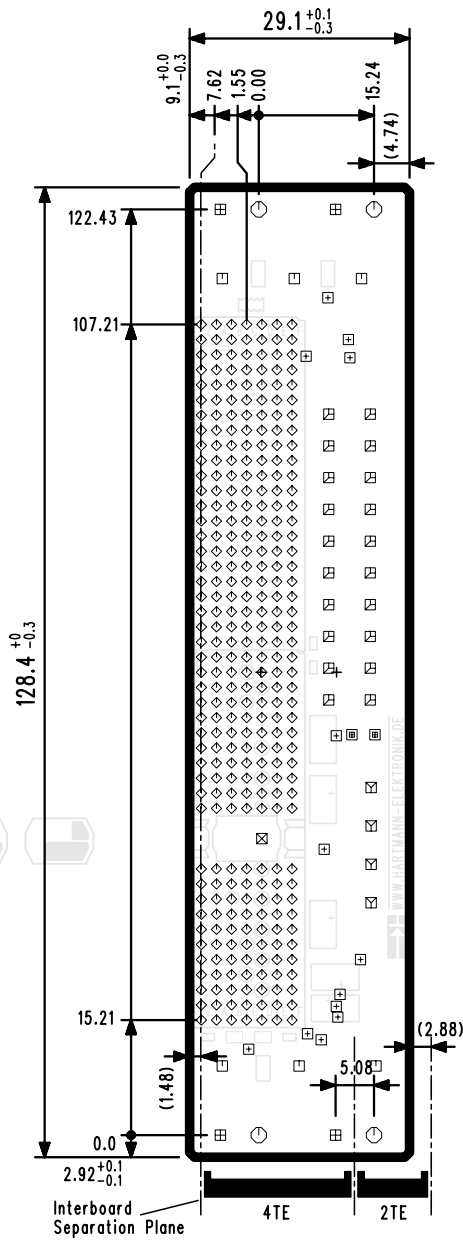 29.1 +0.1 -0.3
9.1 +0.0 -0.3
7.62
1.55
0.00
15.24
(4.74)
122.43
107.21
128.4 +0 -0.3
WWW.HARTMANN-ELEKTRONIK.DE
15.21
(2.88)
5.08
(1.48)
0.0
2.92 +0.1 -0.1
Interboard
Separation Plane
4TE
2TE